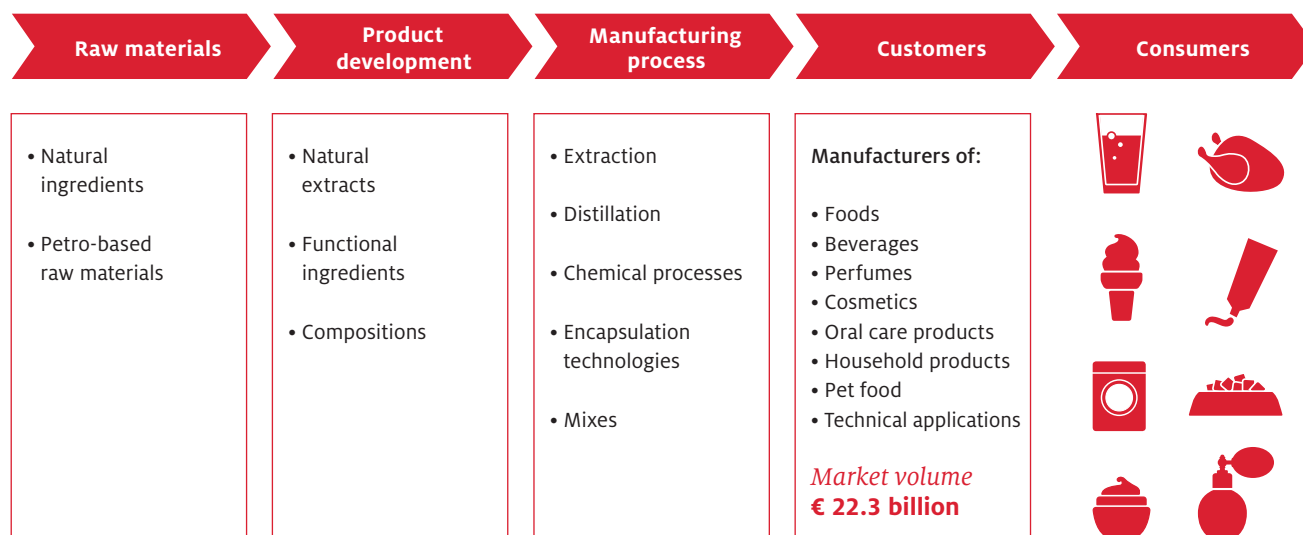 Raw materials
Product
development
Manufacturing
process
Customers
Consumers
• Natural
ingredients
• Petro-based
raw materials
• Natural
extracts
• Functional
ingredients
• Compositions
• Extraction
• Distillation
• Chemical processes
• Encapsulation
technologies
• Mixes
Manufacturers of:
• Foods
• Beverages
• Perfumes
• Cosmetics
• Oral care products
• Household products
• Pet food
• Technical applications
Market volume
€ 22.3 billion